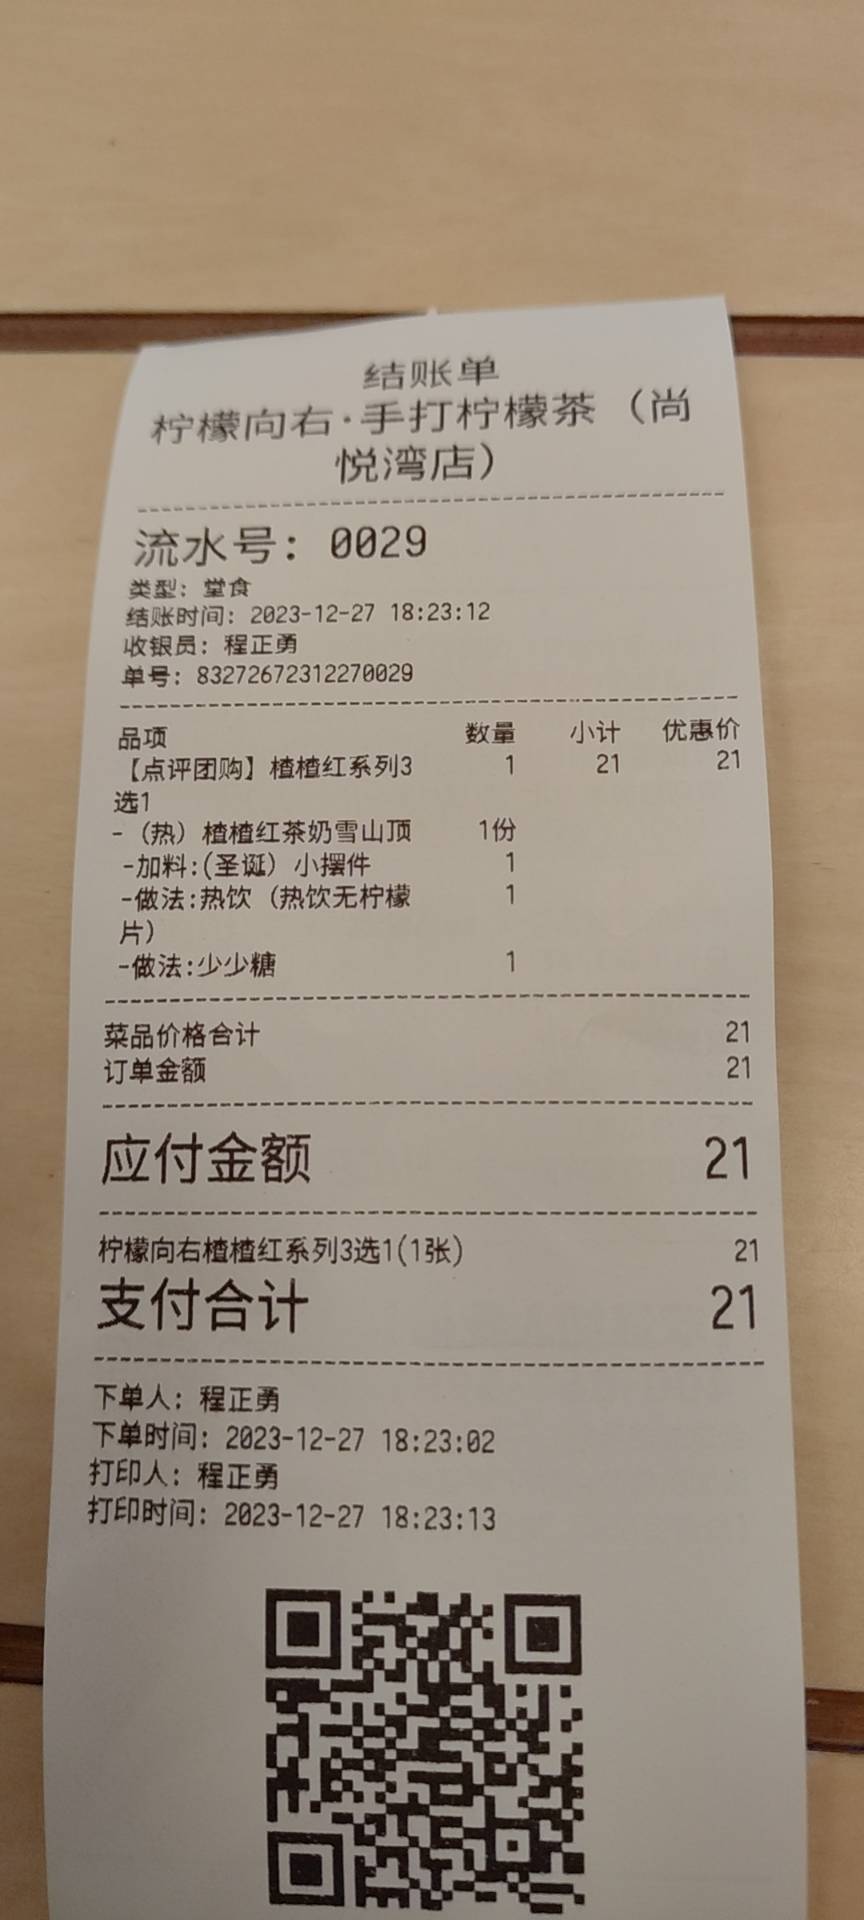 结账单
柠檬向右·手打柠檬茶（尚
悦湾店）
流水号: 0029
类型: 堂食
结账时间: 2023-12-27 18:23:12
收银员: 程正勇
单号: 83272672312270029
品项 数量 小计 优惠价
【点评团购】楂楂红系列3 1 21 21
选1
-（热）楂楂红茶奶雪山顶 1份
-加料:(圣诞）小摆件 1
-做法:热饮（热饮无柠檬 1
片）
-做法:少少糖 1
菜品价格合计 21
订单金额 21
应付金额 21
柠檬向右楂楂红系列3选1(1张) 21
支付合计 21
下单人: 程正勇
下单时间: 2023-12-27 18:23:02
打印人: 程正勇
打印时间: 2023-12-27 18:23:13